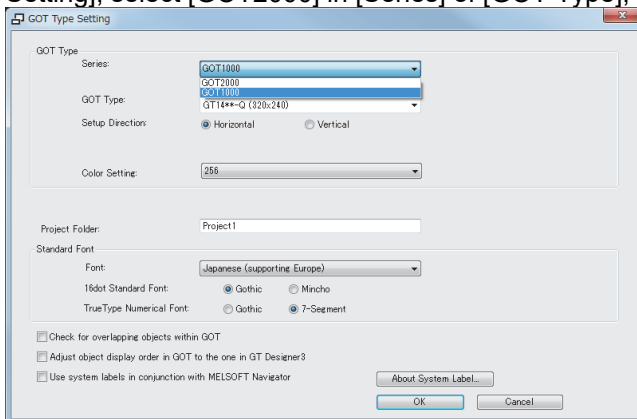 Setting], select [GOT2000] in [Series] of [GOT Type],
GOT Type Setting
GOT Type
Series: GOT1000
GOT2000
GOT1000
GOT Type: GT14**-Q (320x240)
Setup Direction: Horizontal Vertical
Color Setting: 256
Project Folder: Project1
Standard Font
Font: Japanese (supporting Europe)
16dot Standard Font: Gothic Mincho
TrueType Numerical Font: Gothic 7-Segment
Check for overlapping objects within GOT
Adjust object display order in GOT to the one in GT Designer3
Use system labels in conjunction with MELSOFT Navigator About System Label...
OK Cancel